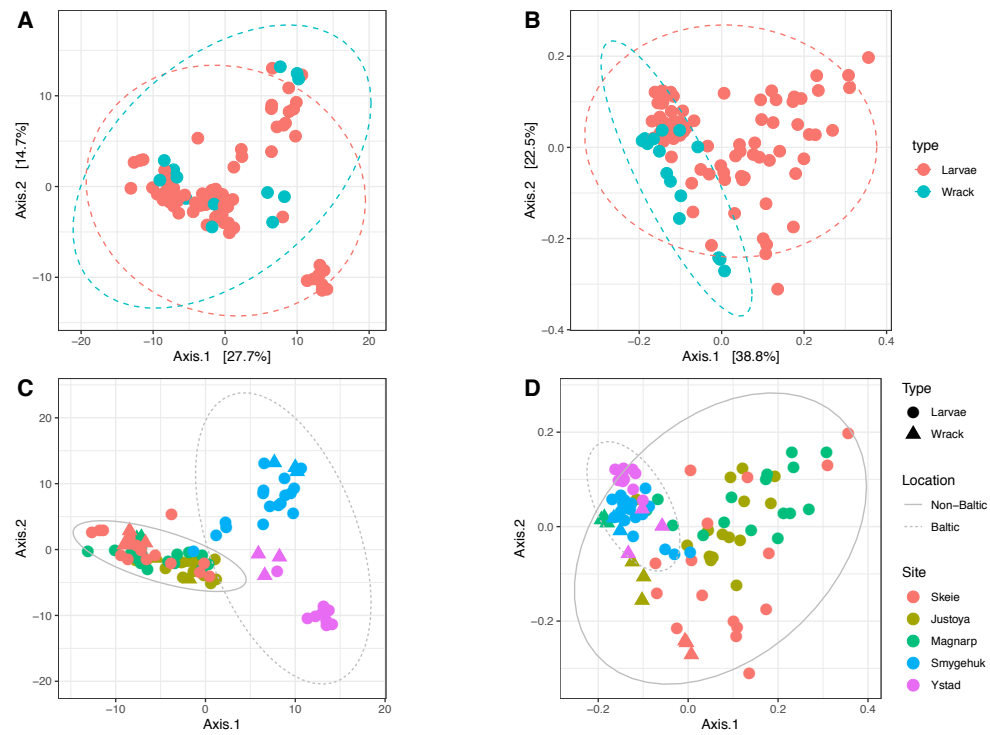 A
B
Axis.2 [14.7%]
10
0
−10
−20
−10
0
10
20
Axis.1 [27.7%]
Axis.2 [22.5%]
0.2
0.0
−0.2
−0.4
−0.2
0.0
0.2
0.4
Axis.1 [38.8%]
type
Larvae
Wrack
C
D
Axis.2
20
10
0
−10
−20
−10
0
10
20
Axis.1
Axis.2
0.2
0.0
−0.2
−0.2
0.0
0.2
0.4
Axis.1
Type
Larvae
Wrack
Location
Non−Baltic
Baltic
Site
Skeie
Justoya
Magnarp
Smygehuk
Ystad